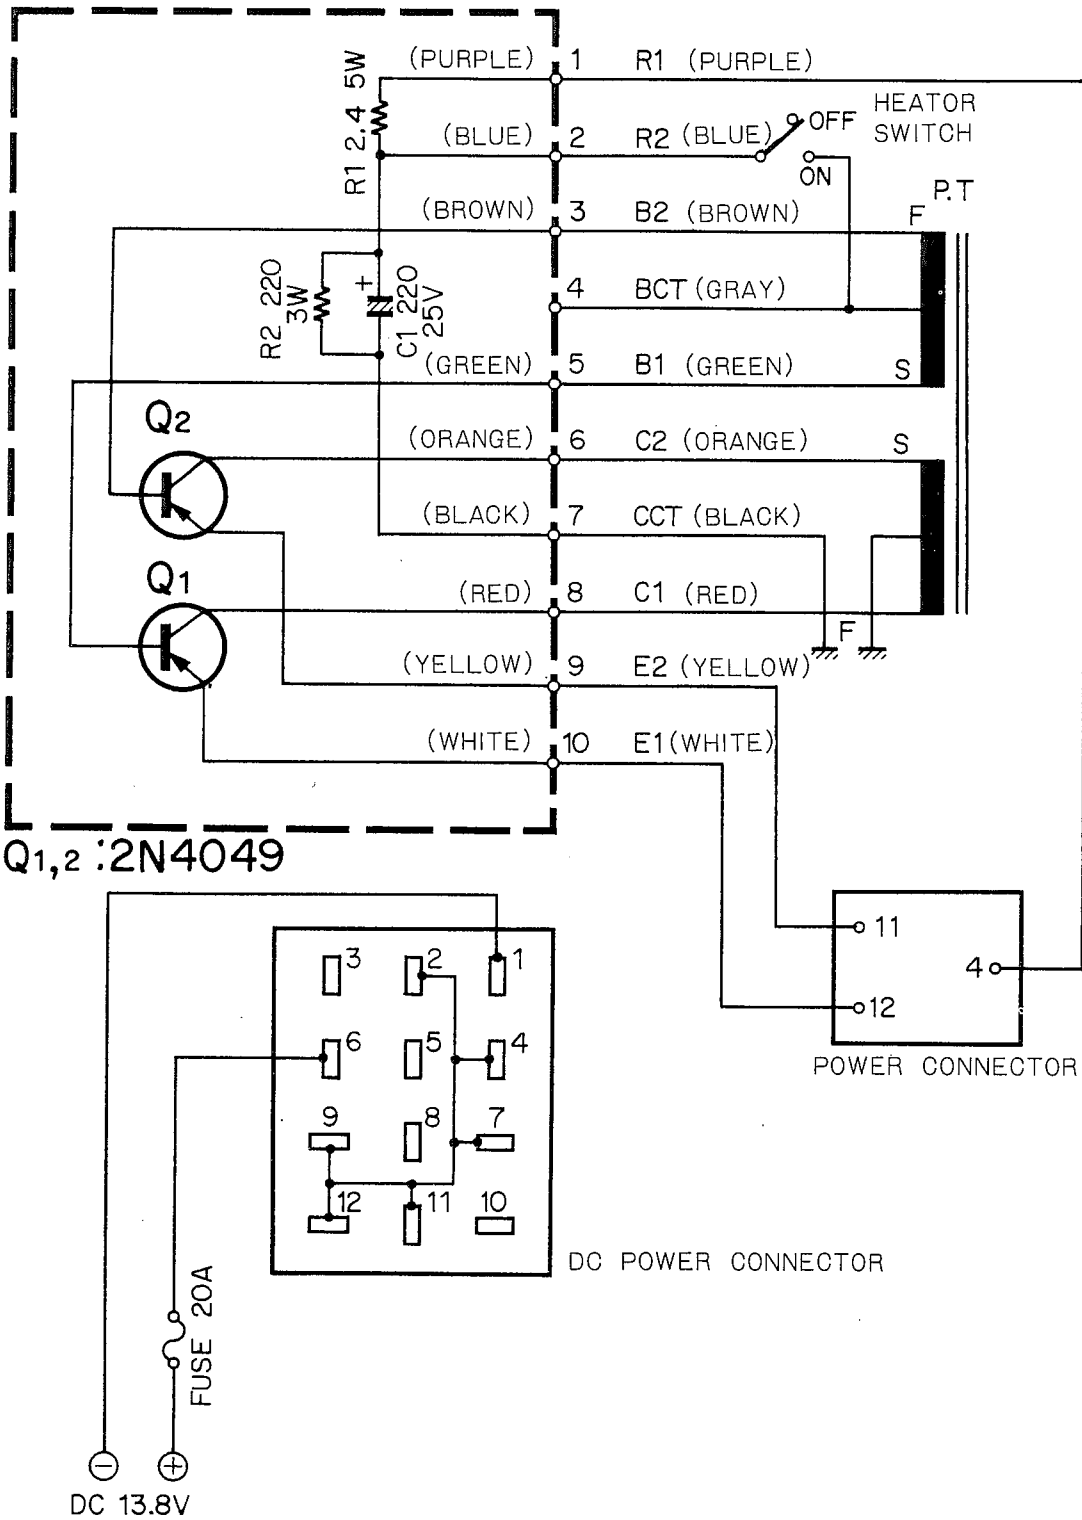 (PURPLE) 1 R1 (PURPLE)
R1 2.4 5W
HEATOR
SWITCH
OFF
ON
(BLUE) 2 R2 (BLUE)
P.T
(BROWN) 3 B2 (BROWN) F
R2 220
3W
+
C1 220
25V
4 BCT (GRAY)
(GREEN) 5 B1 (GREEN) S
Q2
(ORANGE) 6 C2 (ORANGE) S
(BLACK) 7 CCT (BLACK)
Q1
(RED) 8 C1 (RED)
F
(YELLOW) 9 E2 (YELLOW)
(WHITE) 10 E1 (WHITE)
Q1,2 :2N4049
11
4
12
POWER CONNECTOR
3 2 1
6 5 4
9 8 7
12 11 10
DC POWER CONNECTOR
FUSE 20A
− +
DC 13.8V